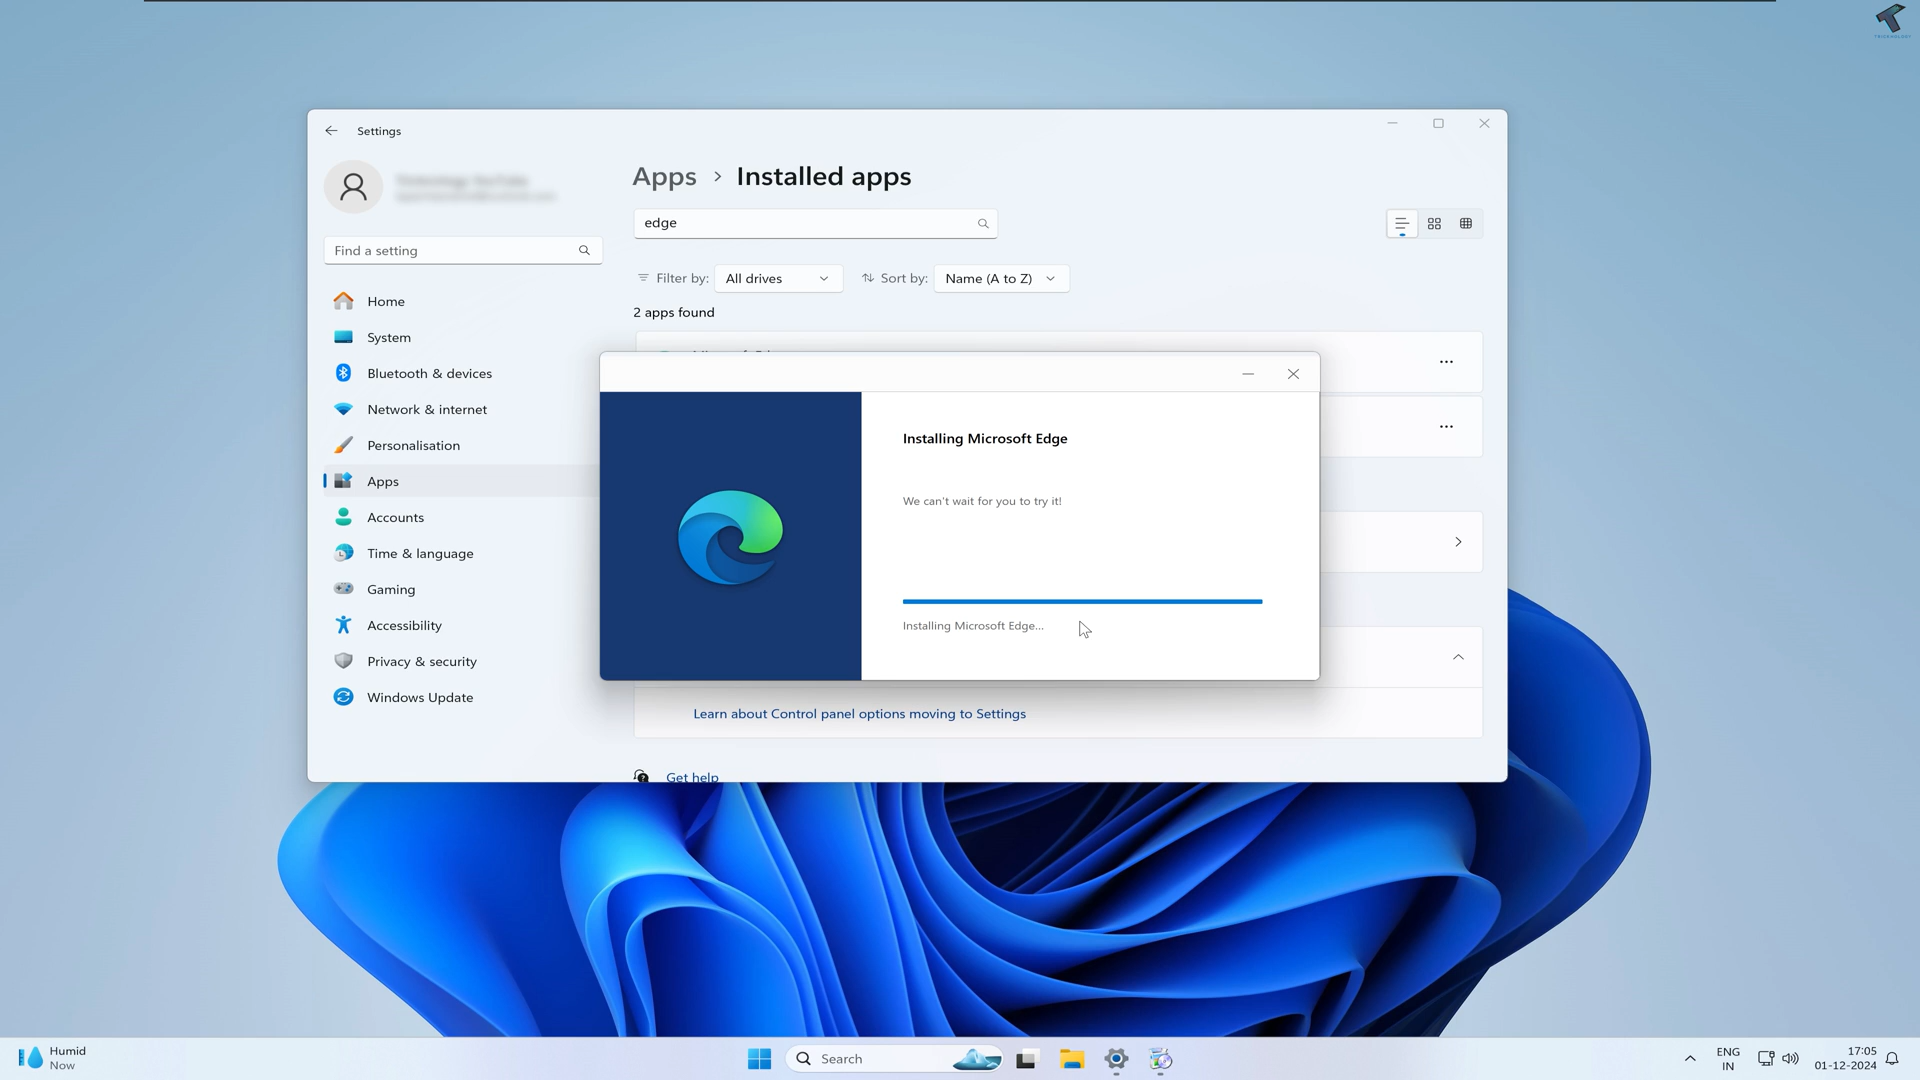 TRICKNOLOGY
Settings
Apps > Installed apps
edge
Find a setting
Filter by: All drives
Sort by: Name (A to Z)
2 apps found
Home
System
Bluetooth & devices
Network & internet
Personalisation
Apps
Accounts
Time & language
Gaming
Accessibility
Privacy & security
Windows Update
Installing Microsoft Edge
We can't wait for you to try it!
Installing Microsoft Edge...
Learn about Control panel options moving to Settings
Get help
Humid
Now
Search
ENG
IN
17:05
01-12-2024